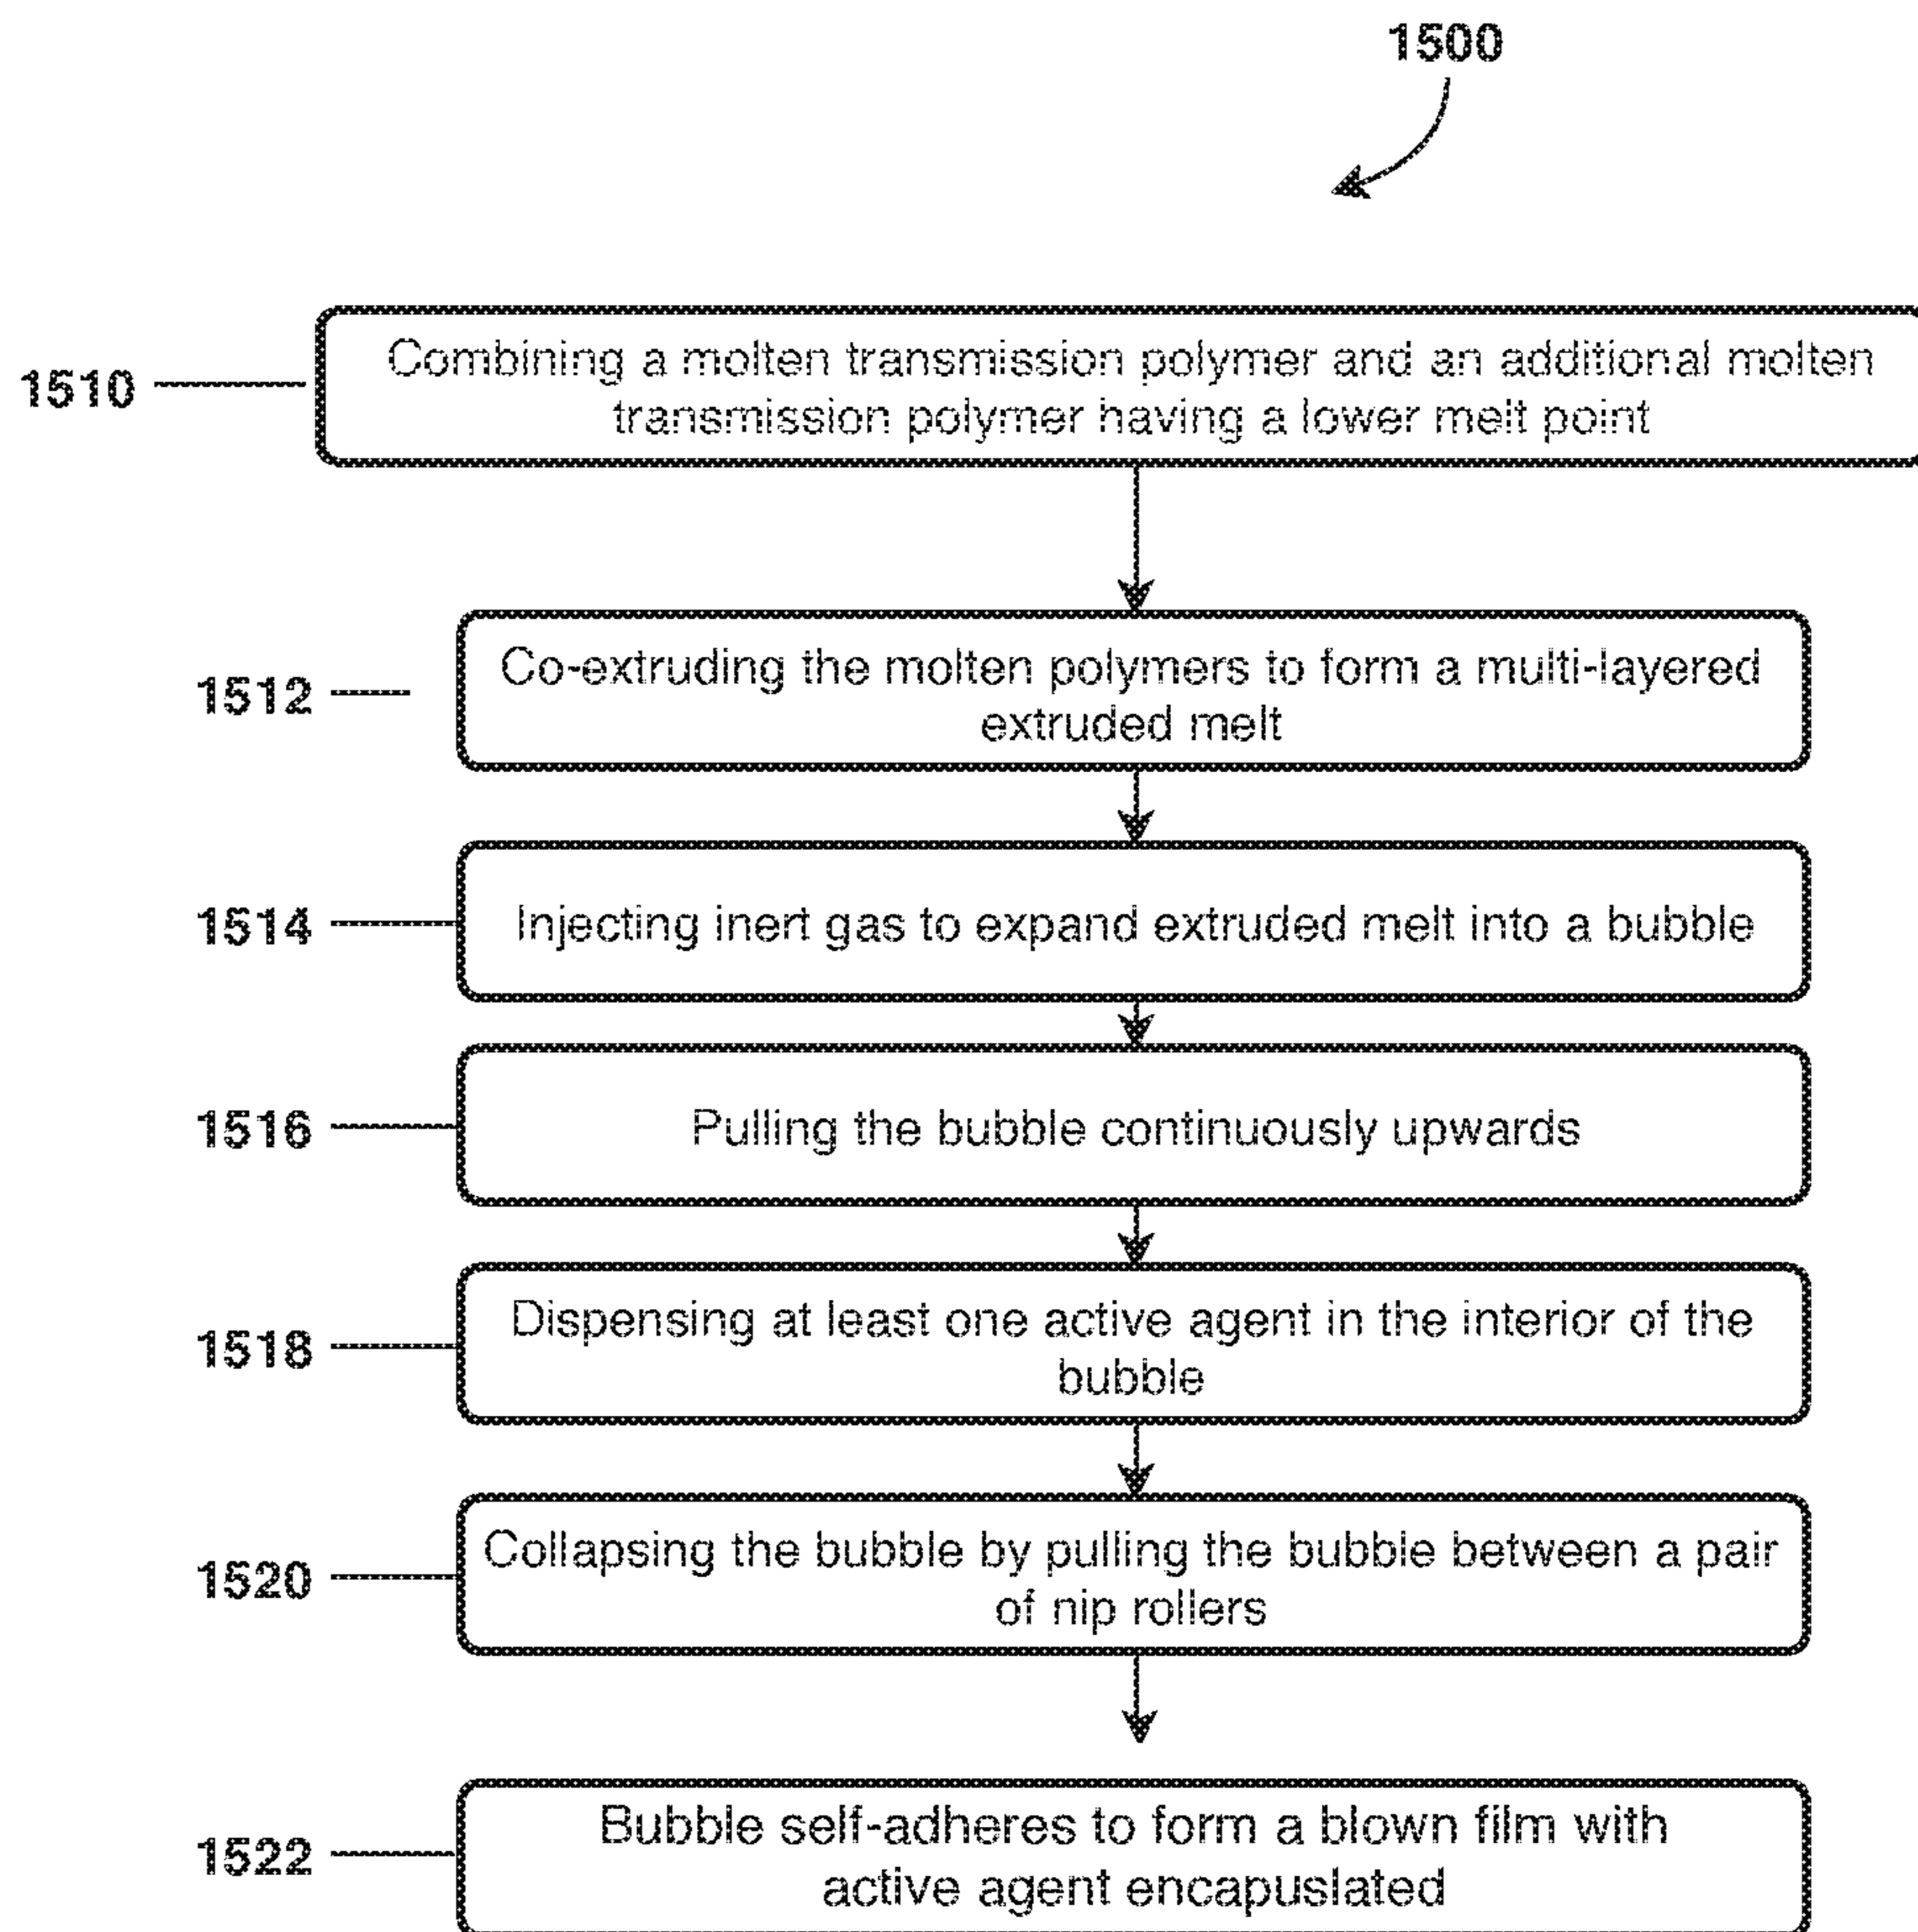 1500
1510
Combining a molten transmission polymer and an additional molten
transmission polymer having a lower melt point
1512
Co-extruding the molten polymers to form a multi-layered
extruded melt
1514
Injecting inert gas to expand extruded melt into a bubble
1516
Pulling the bubble continuously upwards
1518
Dispensing at least one active agent in the interior of the
bubble
1520
Collapsing the bubble by pulling the bubble between a pair
of nip rollers
1522
Bubble self-adheres to form a blown film with
active agent encapuslated